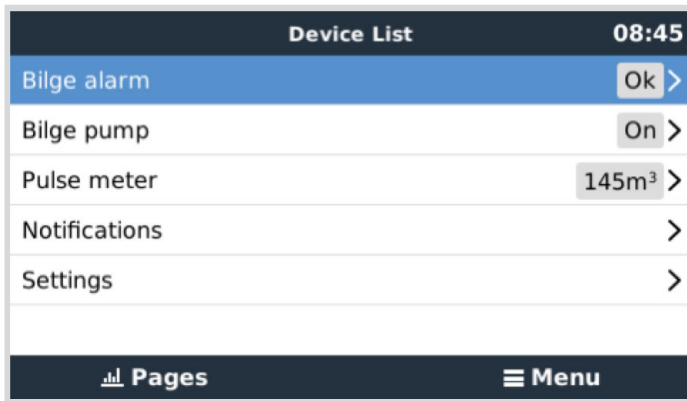 Device List 08:45
Bilge alarm Ok
Bilge pump On
Pulse meter 145m³
Notifications
Settings
Pages Menu